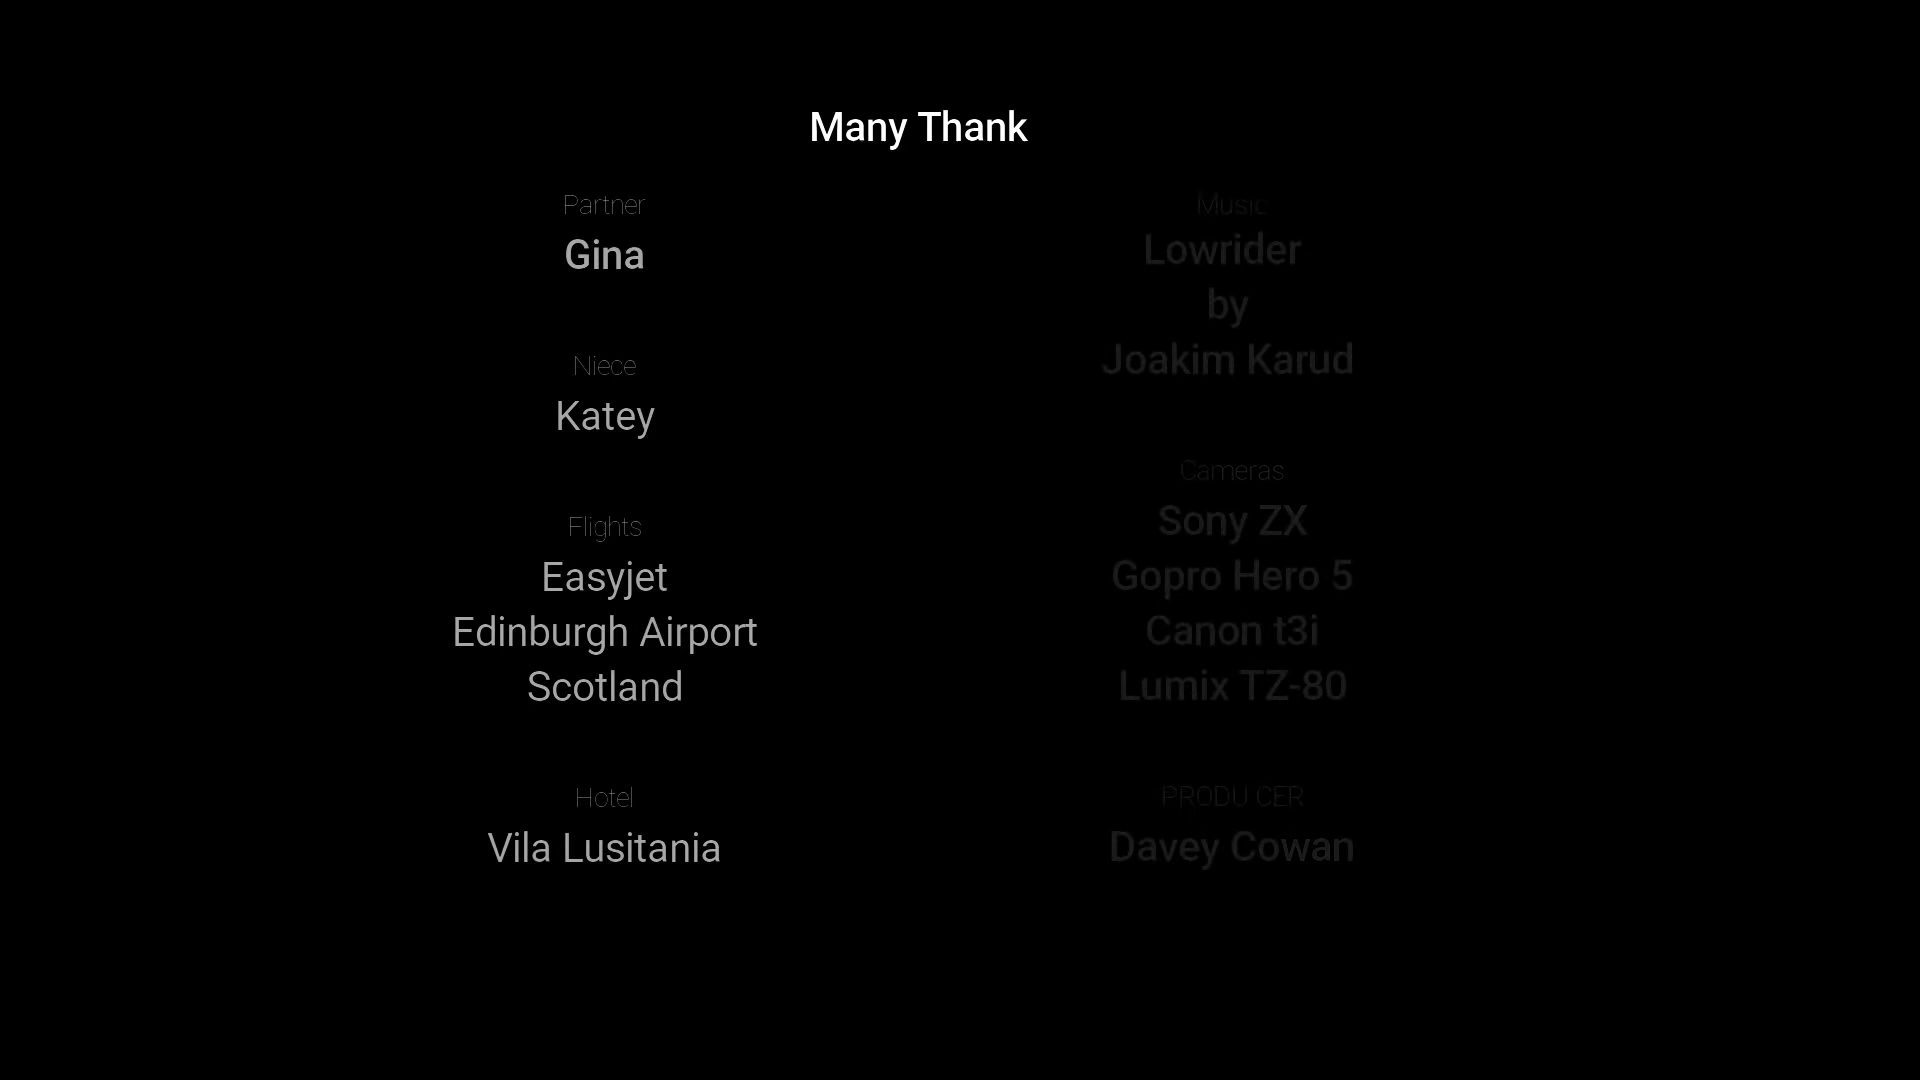 Many Thank
Partner
Gina
Niece
Katey
Flights
Easyjet
Edinburgh Airport
Scotland
Hotel
Vila Lusitania
Music
Lowrider
by
Joakim Karud
Cameras
Sony ZX
Gopro Hero 5
Canon t3i
Lumix TZ-80
PRODU CER
Davey Cowan